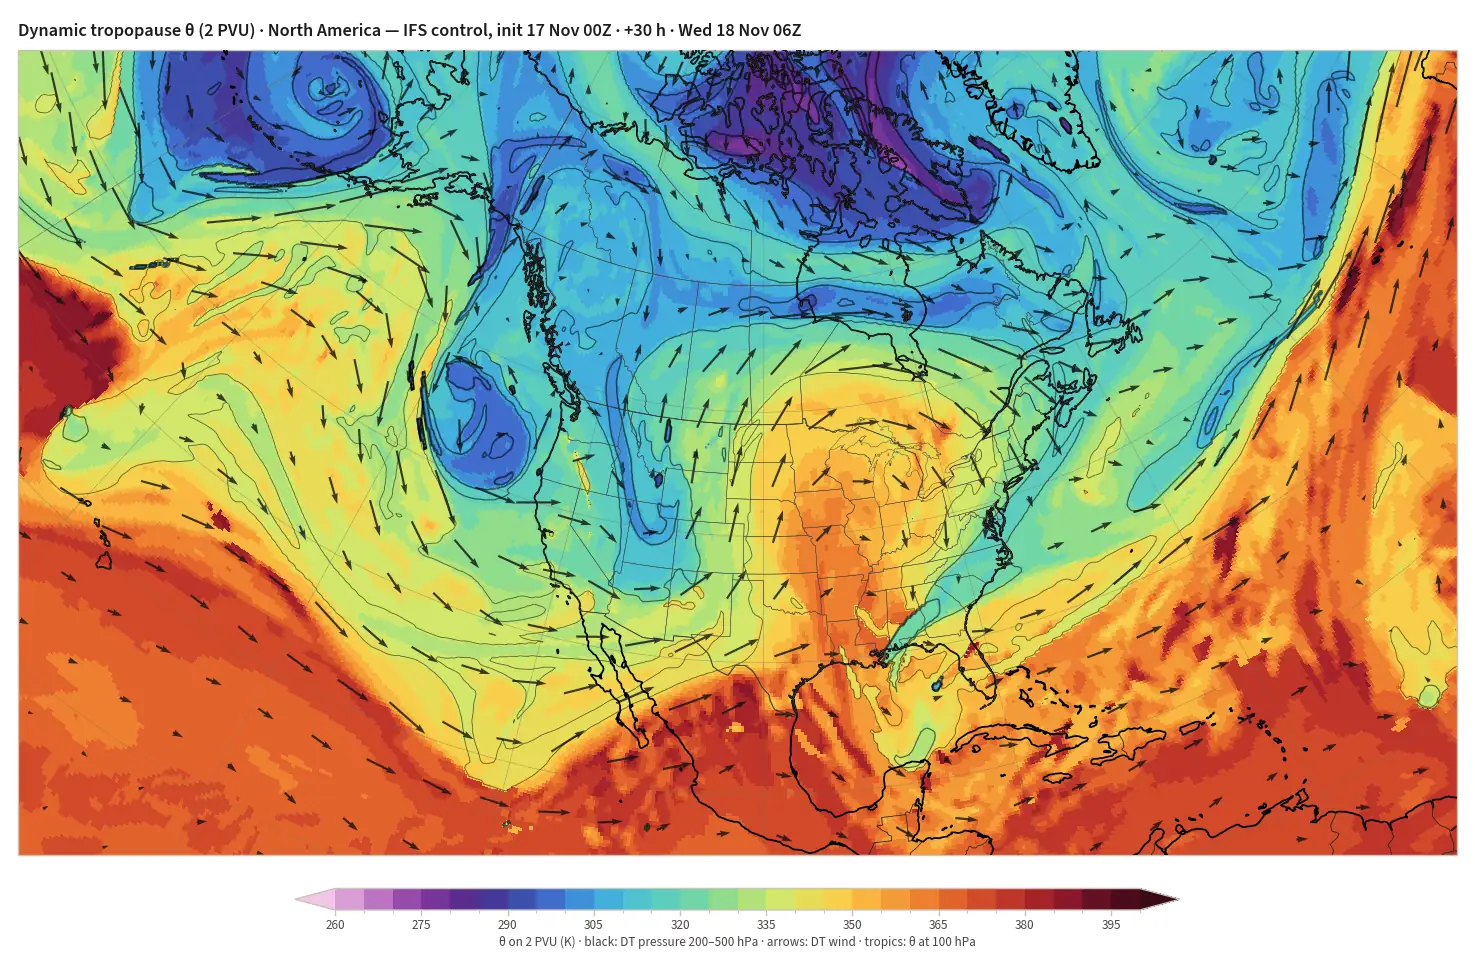 Dynamic tropopause θ (2 PVU) · North America — IFS control, init 17 Nov 00Z · +30 h · Wed 18 Nov 06Z
260 275 290 305 320 335 350 365 380 395
θ on 2 PVU (K) · black: DT pressure 200–500 hPa · arrows: DT wind · tropics: θ at 100 hPa